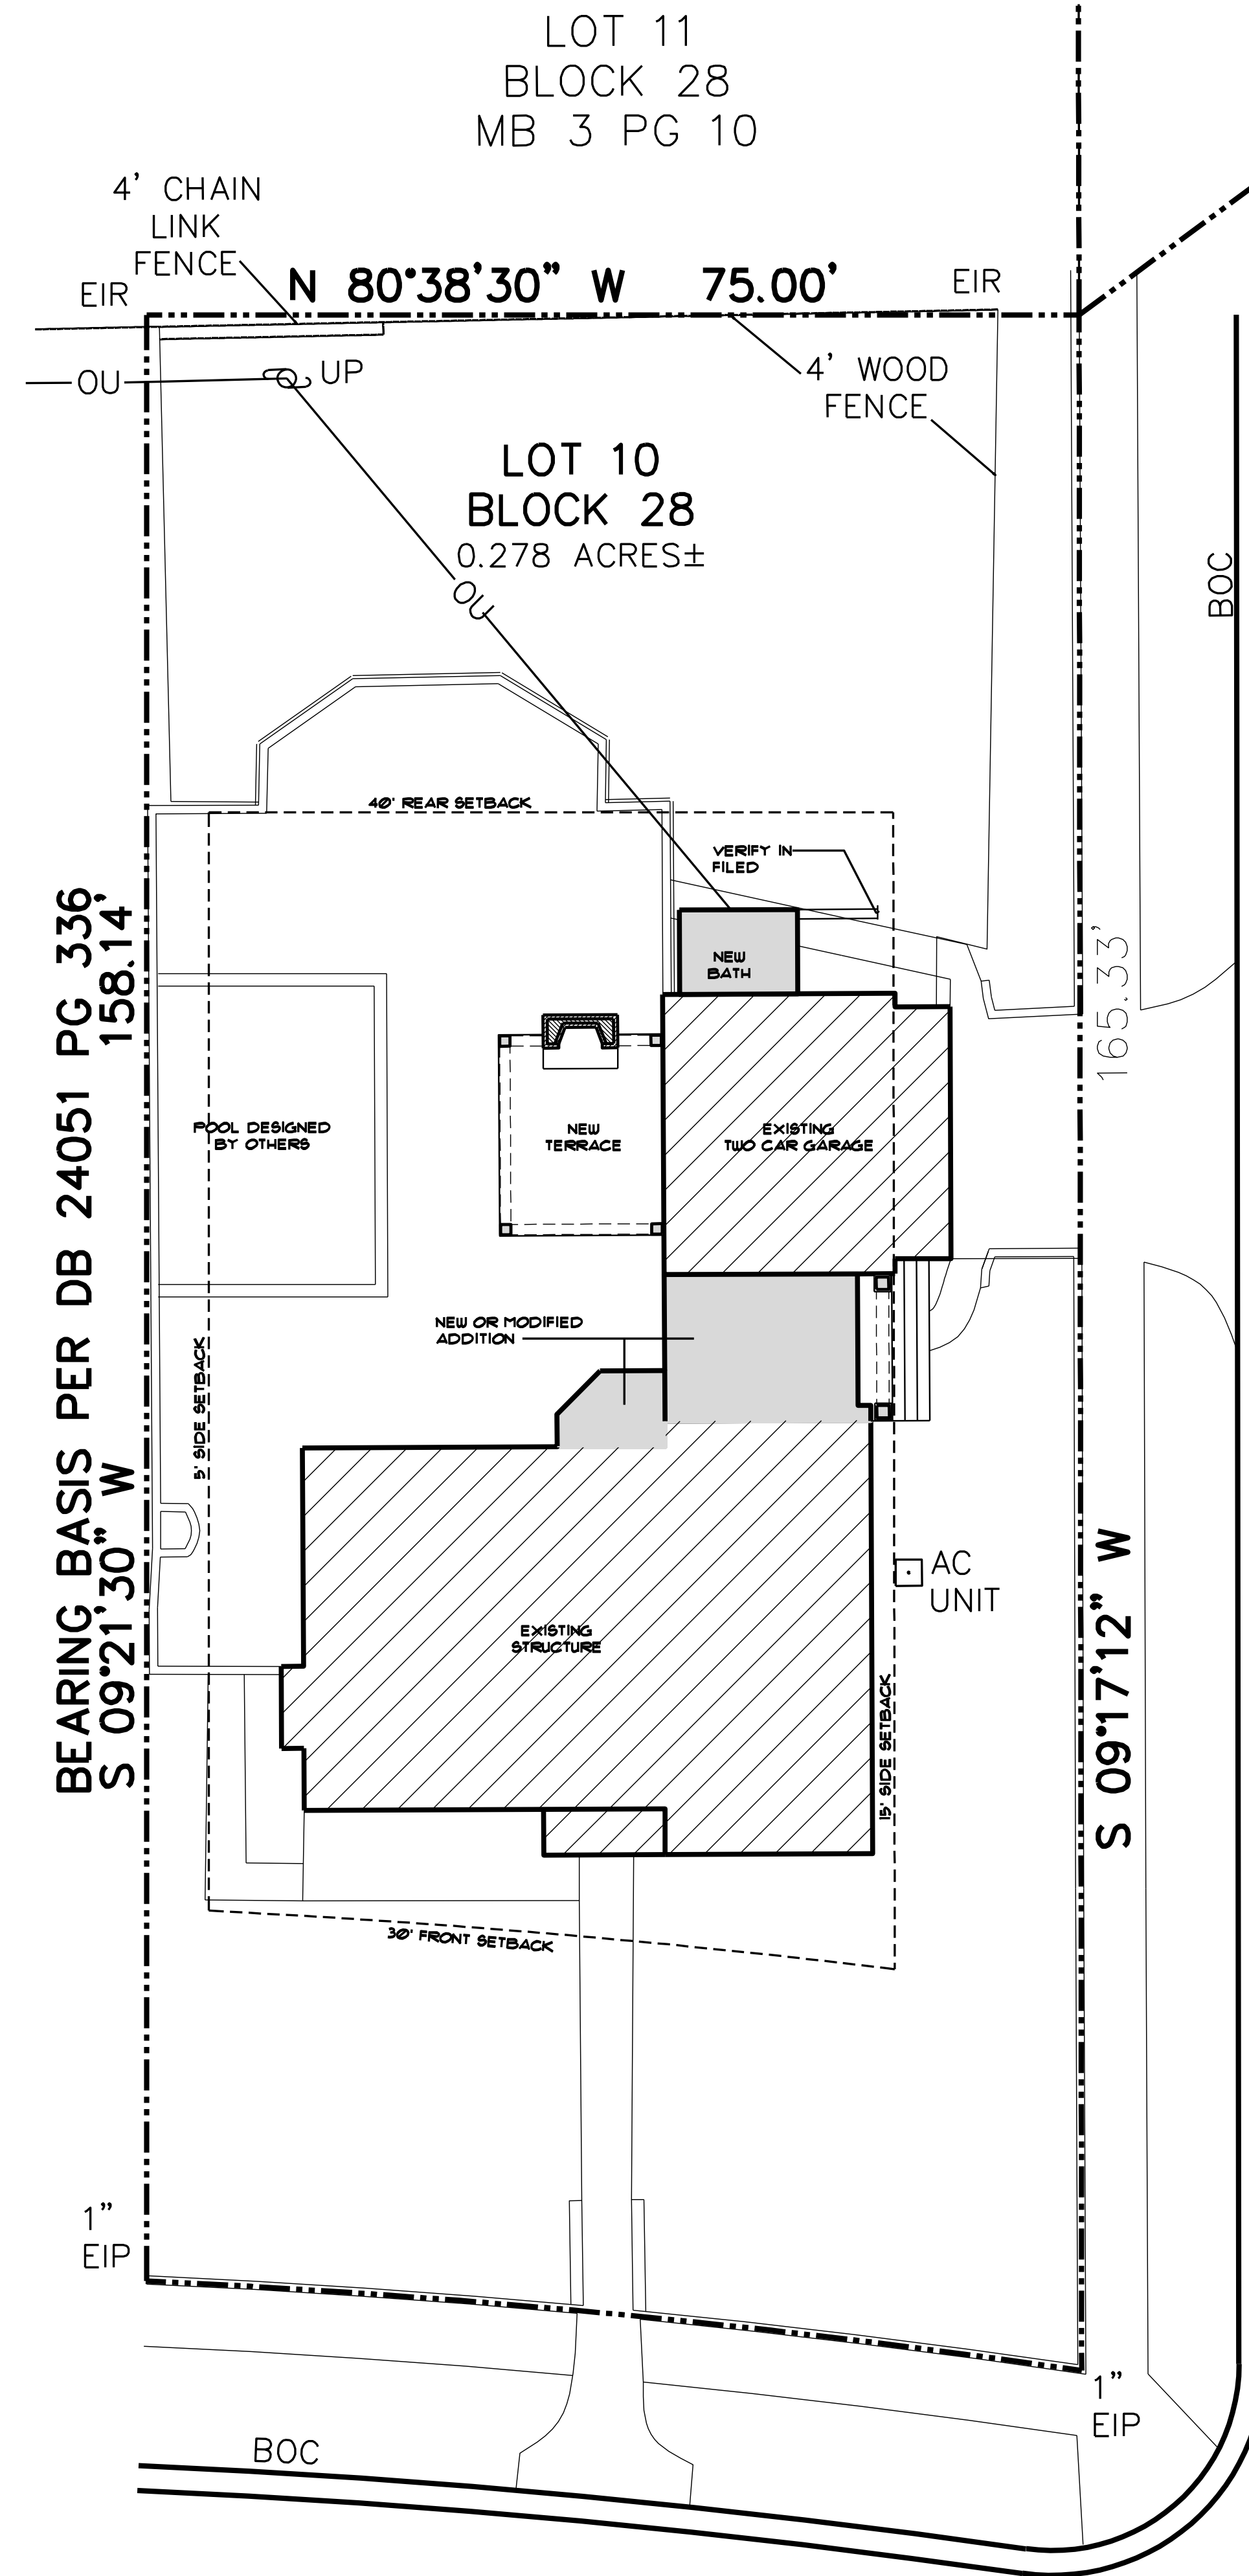 LOT 11
BLOCK 28
MB 3 PG 10
4' CHAIN
LINK
FENCE
EIR
N 80°38'30" W 75.00'
EIR
OU
UP
4' WOOD
FENCE
LOT 10
BLOCK 28
0.278 ACRES±
OU
BOC
40' REAR SETBACK
VERIFY IN
FILED
NEW
BATH
BEARING BASIS PER DB 24051 PG 336
S 09°21'30" W 158.14'
165.33'
POOL DESIGNED
BY OTHERS
NEW
TERRACE
EXISTING
TWO CAR GARAGE
NEW OR MODIFIED
ADDITION
5' SIDE SETBACK
AC
UNIT
EXISTING
STRUCTURE
15' SIDE SETBACK
S 09°17'12" W
30' FRONT SETBACK
1"
EIP
1"
EIP
BOC